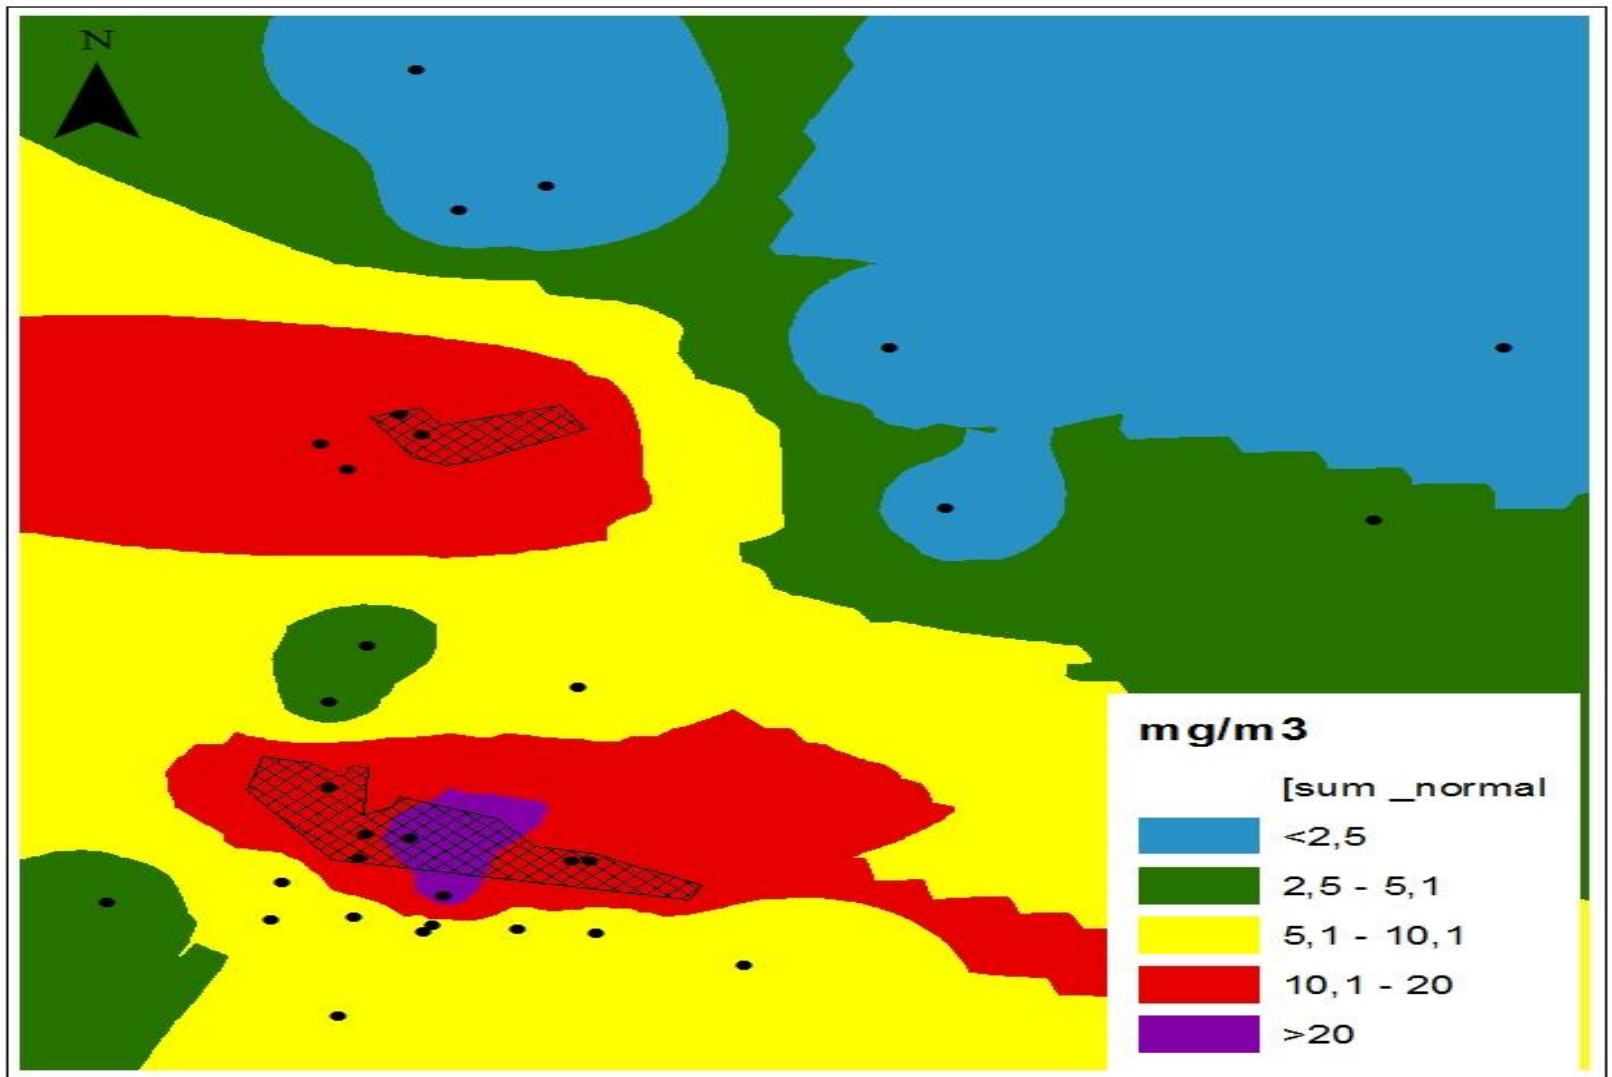 N
mg/m3
[sum _normal
<2,5
2,5 - 5,1
5,1 - 10,1
10,1 - 20
>20